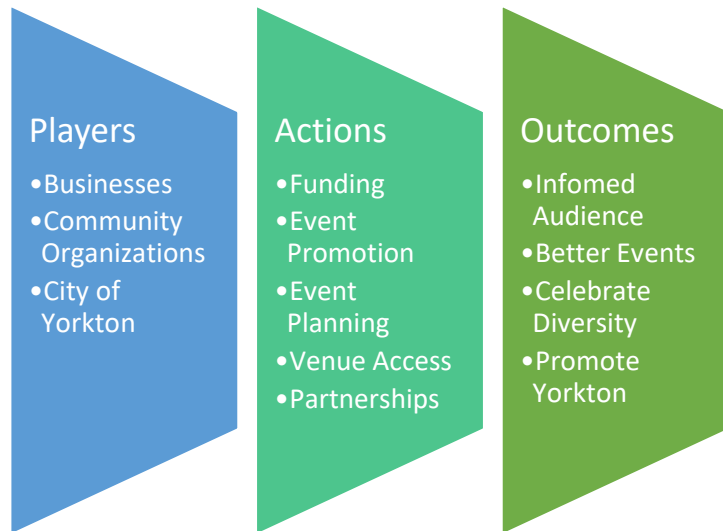 Players
•Businesses
•Community
Organizations
•City of
Yorkton
Actions
•Funding
•Event
Promotion
•Event
Planning
•Venue Access
•Partnerships
Outcomes
•Infomed
Audience
•Better Events
•Celebrate
Diversity
•Promote
Yorkton